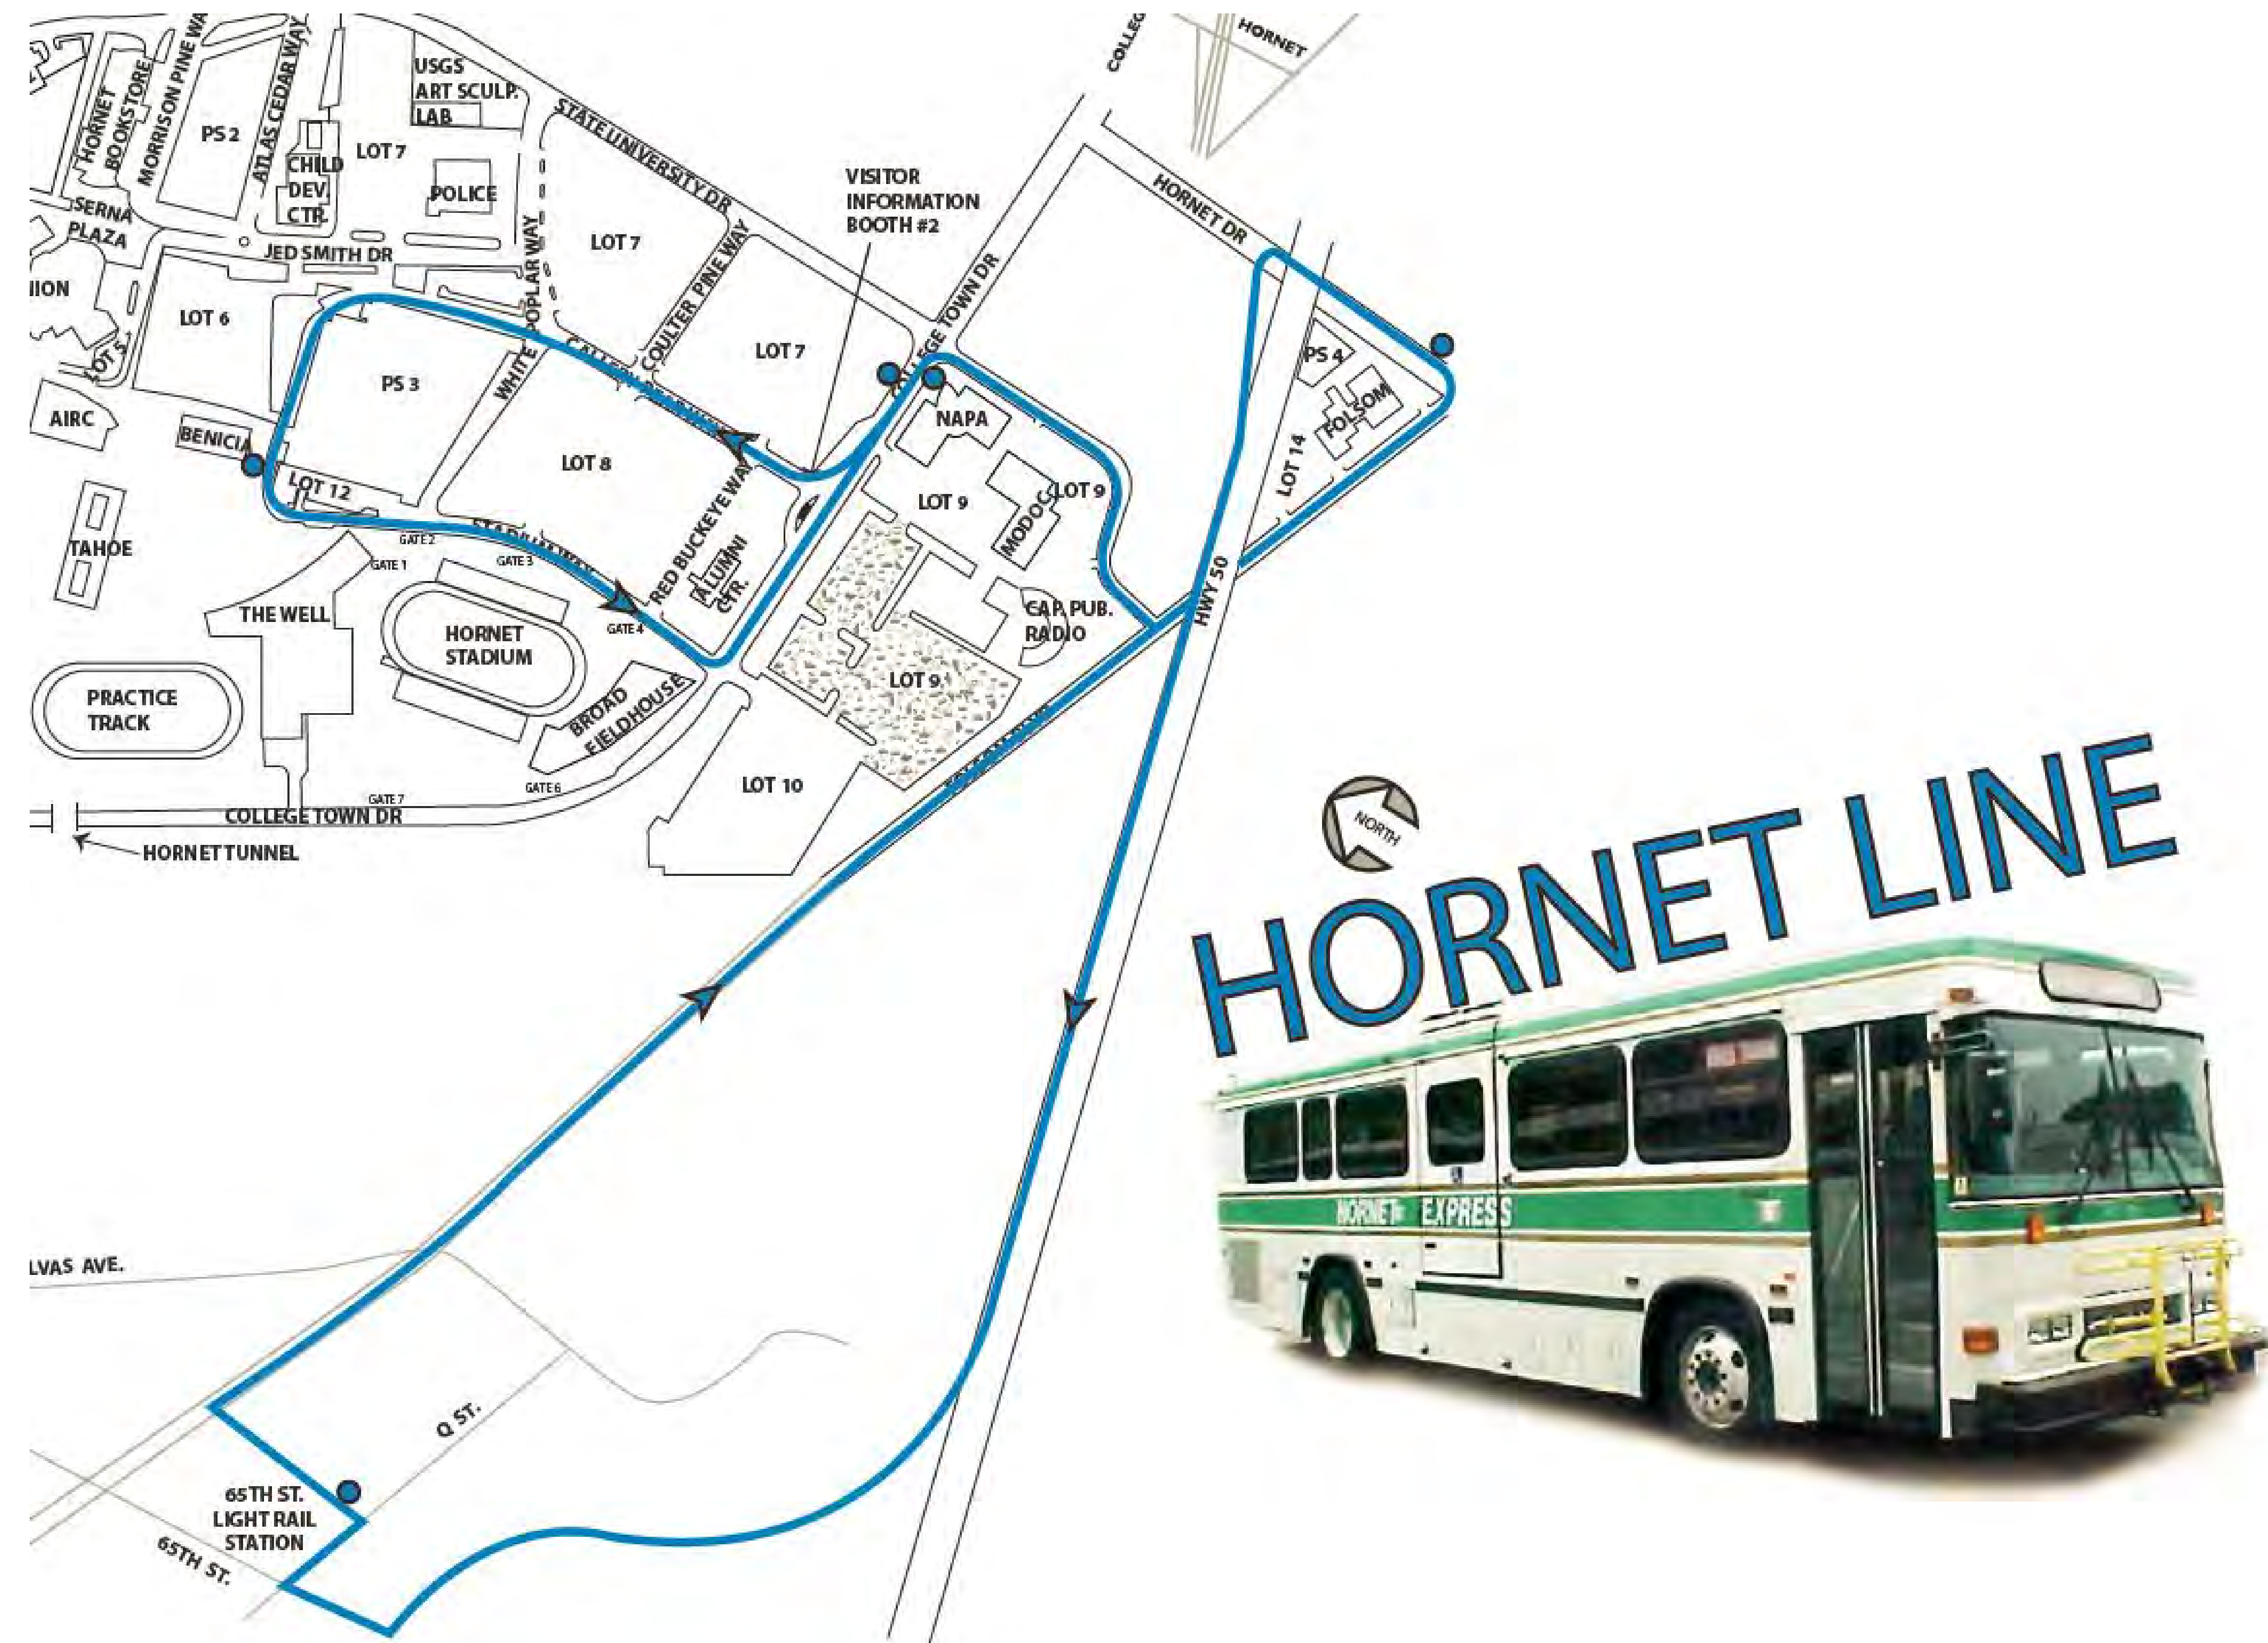 HORNET
BOOKSTORE
MORRISON PINE WA
PS 2
ATLAS CEDAR WAY
USGS
ART SCULP.
LAB
LOT 7
CHILD
DEV.
CTR.
POLICE
SERNA
PLAZA
JED SMITH DR
STATE UNIVERSITY DR
LOT 7
COULTER PINE WAY
LOT 7
VISITOR
INFORMATION
BOOTH #2
COLLEG
HORNET
HORNET DR
COLLEGE TOWN DR
NION
LOT 6
LOT 5
WHITE POPLAR WAY
PS 3
AIRC
BENICIA
LOT 12
LOT 8
NAPA
PS 4
FOLSOM
LOT 14
LOT 9
MODOC
LOT 9
TAHOE
GATE 2
GATE 1
GATE 3
STADIUM WAY
RED BUCKEYE WAY
ALUMNI
CTR.
THE WELL
HORNET
STADIUM
GATE 4
CAP. PUB.
RADIO
HWY 50
LOT 9
PRACTICE
TRACK
BROAD
FIELDHOUSE
LOT 10
GATE 7
GATE 6
COLLEGE TOWN DR
HORNET TUNNEL
NORTH
HORNET LINE
HORNET EXPRESS
LVAS AVE.
Q ST.
65TH ST.
LIGHT RAIL
STATION
65TH ST.